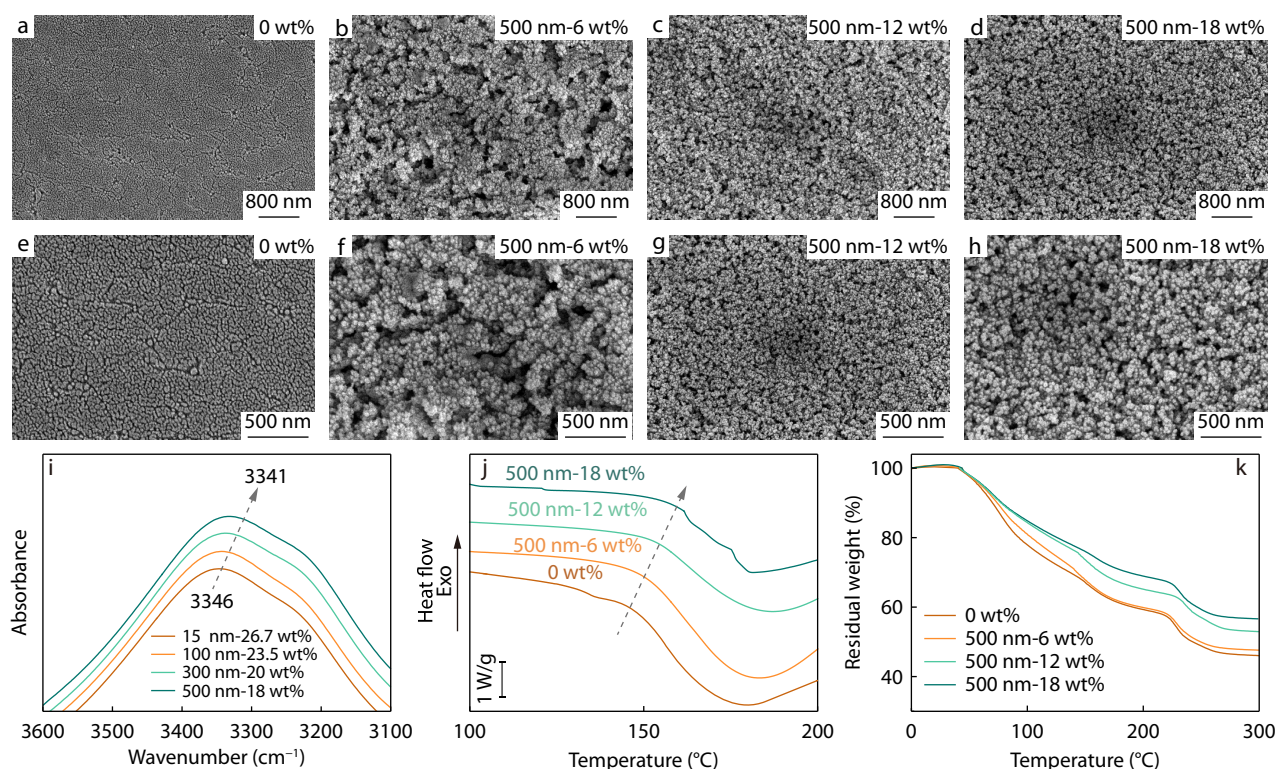 a
0 wt%
800 nm
b
500 nm-6 wt%
800 nm
c
500 nm-12 wt%
800 nm
d
500 nm-18 wt%
800 nm
e
0 wt%
500 nm
f
500 nm-6 wt%
500 nm
g
500 nm-12 wt%
500 nm
h
500 nm-18 wt%
500 nm
i
3341
3346
15 nm-26.7 wt%
100 nm-23.5 wt%
300 nm-20 wt%
500 nm-18 wt%
Absorbance
3600 3500 3400 3300 3200 3100
Wavenumber (cm⁻¹)
j
500 nm-18 wt%
500 nm-12 wt%
500 nm-6 wt%
0 wt%
Heat flow
Exo
1 W/g
100 150 200
Temperature (°C)
k
100
80
60
40
Residual weight (%)
0 wt%
500 nm-6 wt%
500 nm-12 wt%
500 nm-18 wt%
0 100 200 300
Temperature (°C)